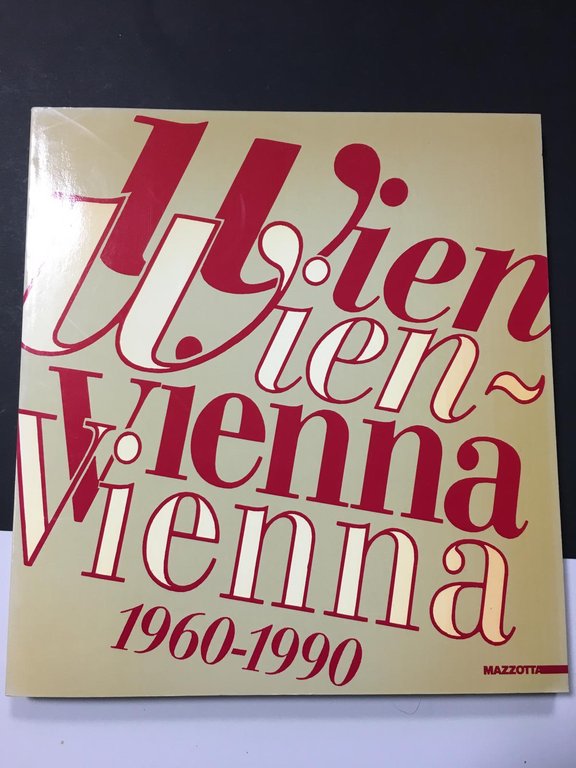 Wien
Wien~
Vienna
Vienna
1960-1990
MAZZOTTA